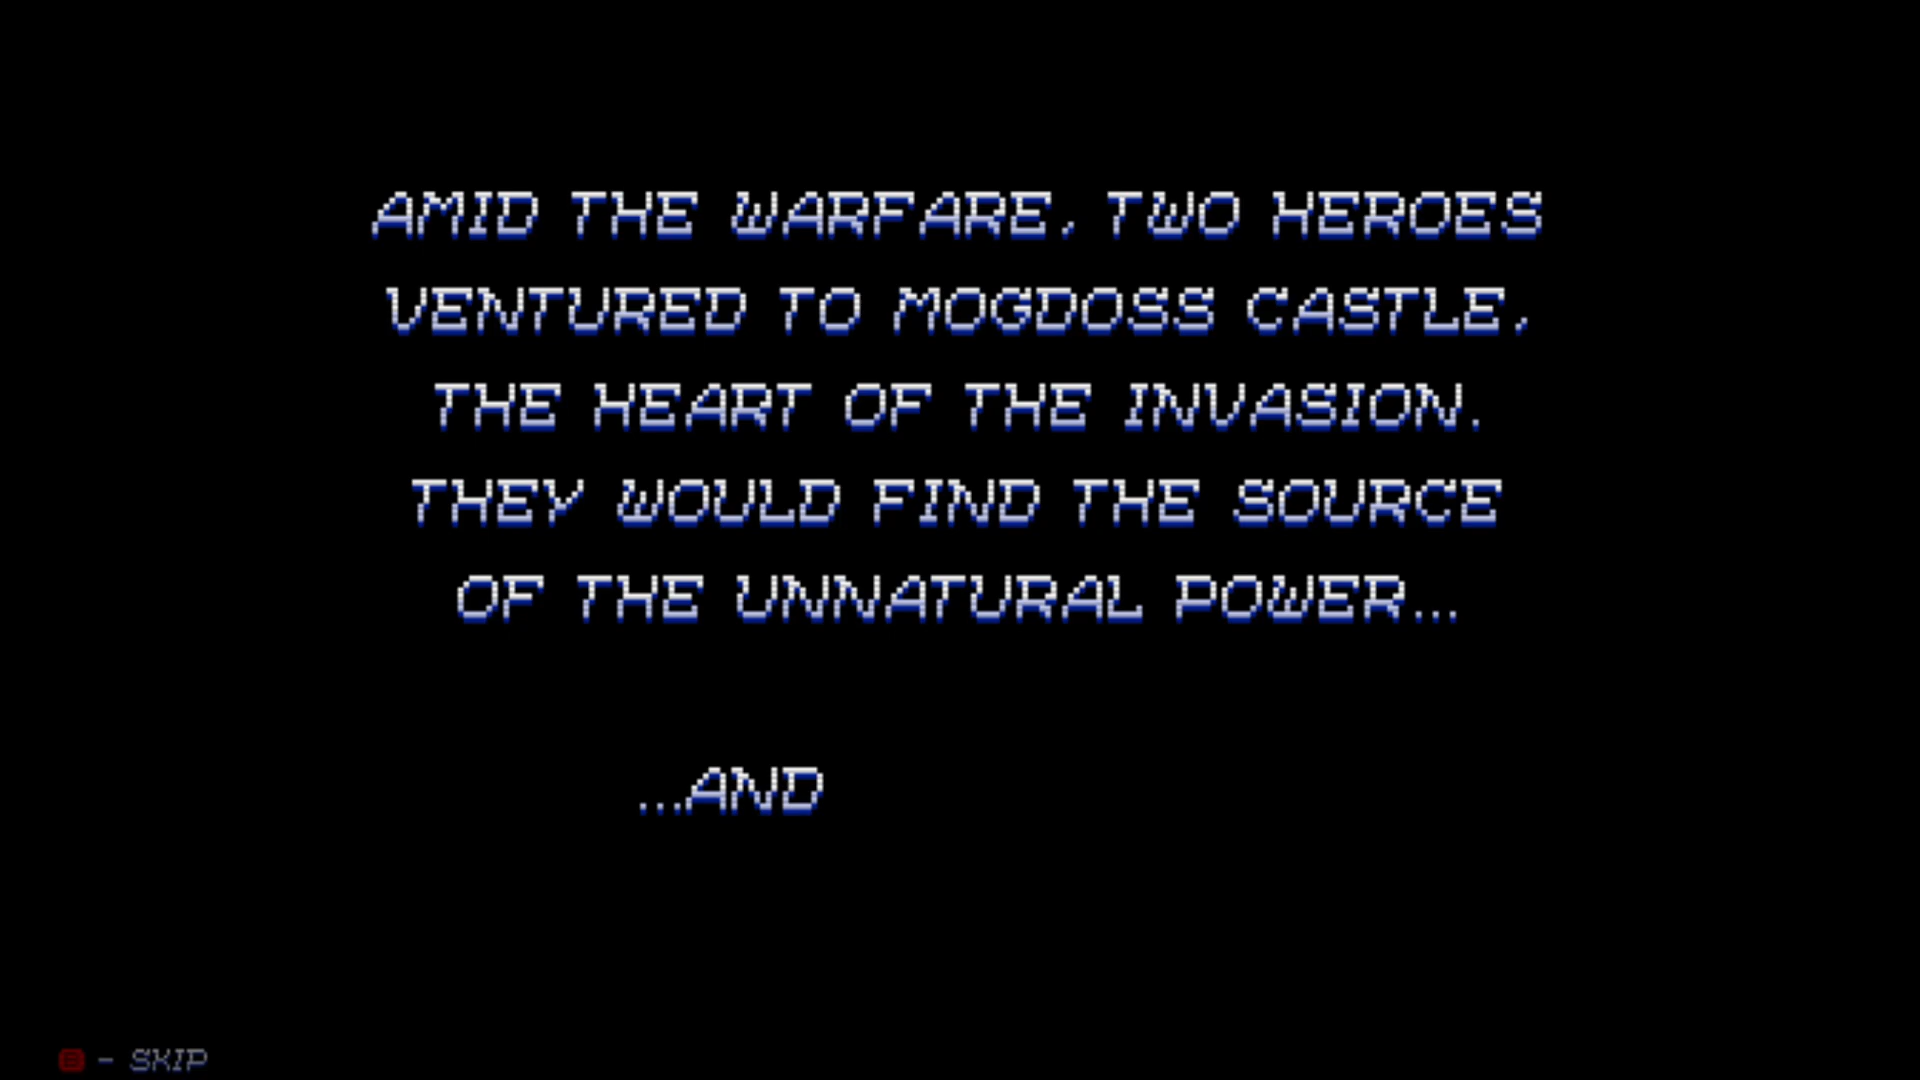 AMID THE WARFARE, TWO HEROES
VENTURED TO MOGDOSS CASTLE,
THE HEART OF THE INVASION.
THEY WOULD FIND THE SOURCE
OF THE UNNATURAL POWER...
...AND
B - SKIP